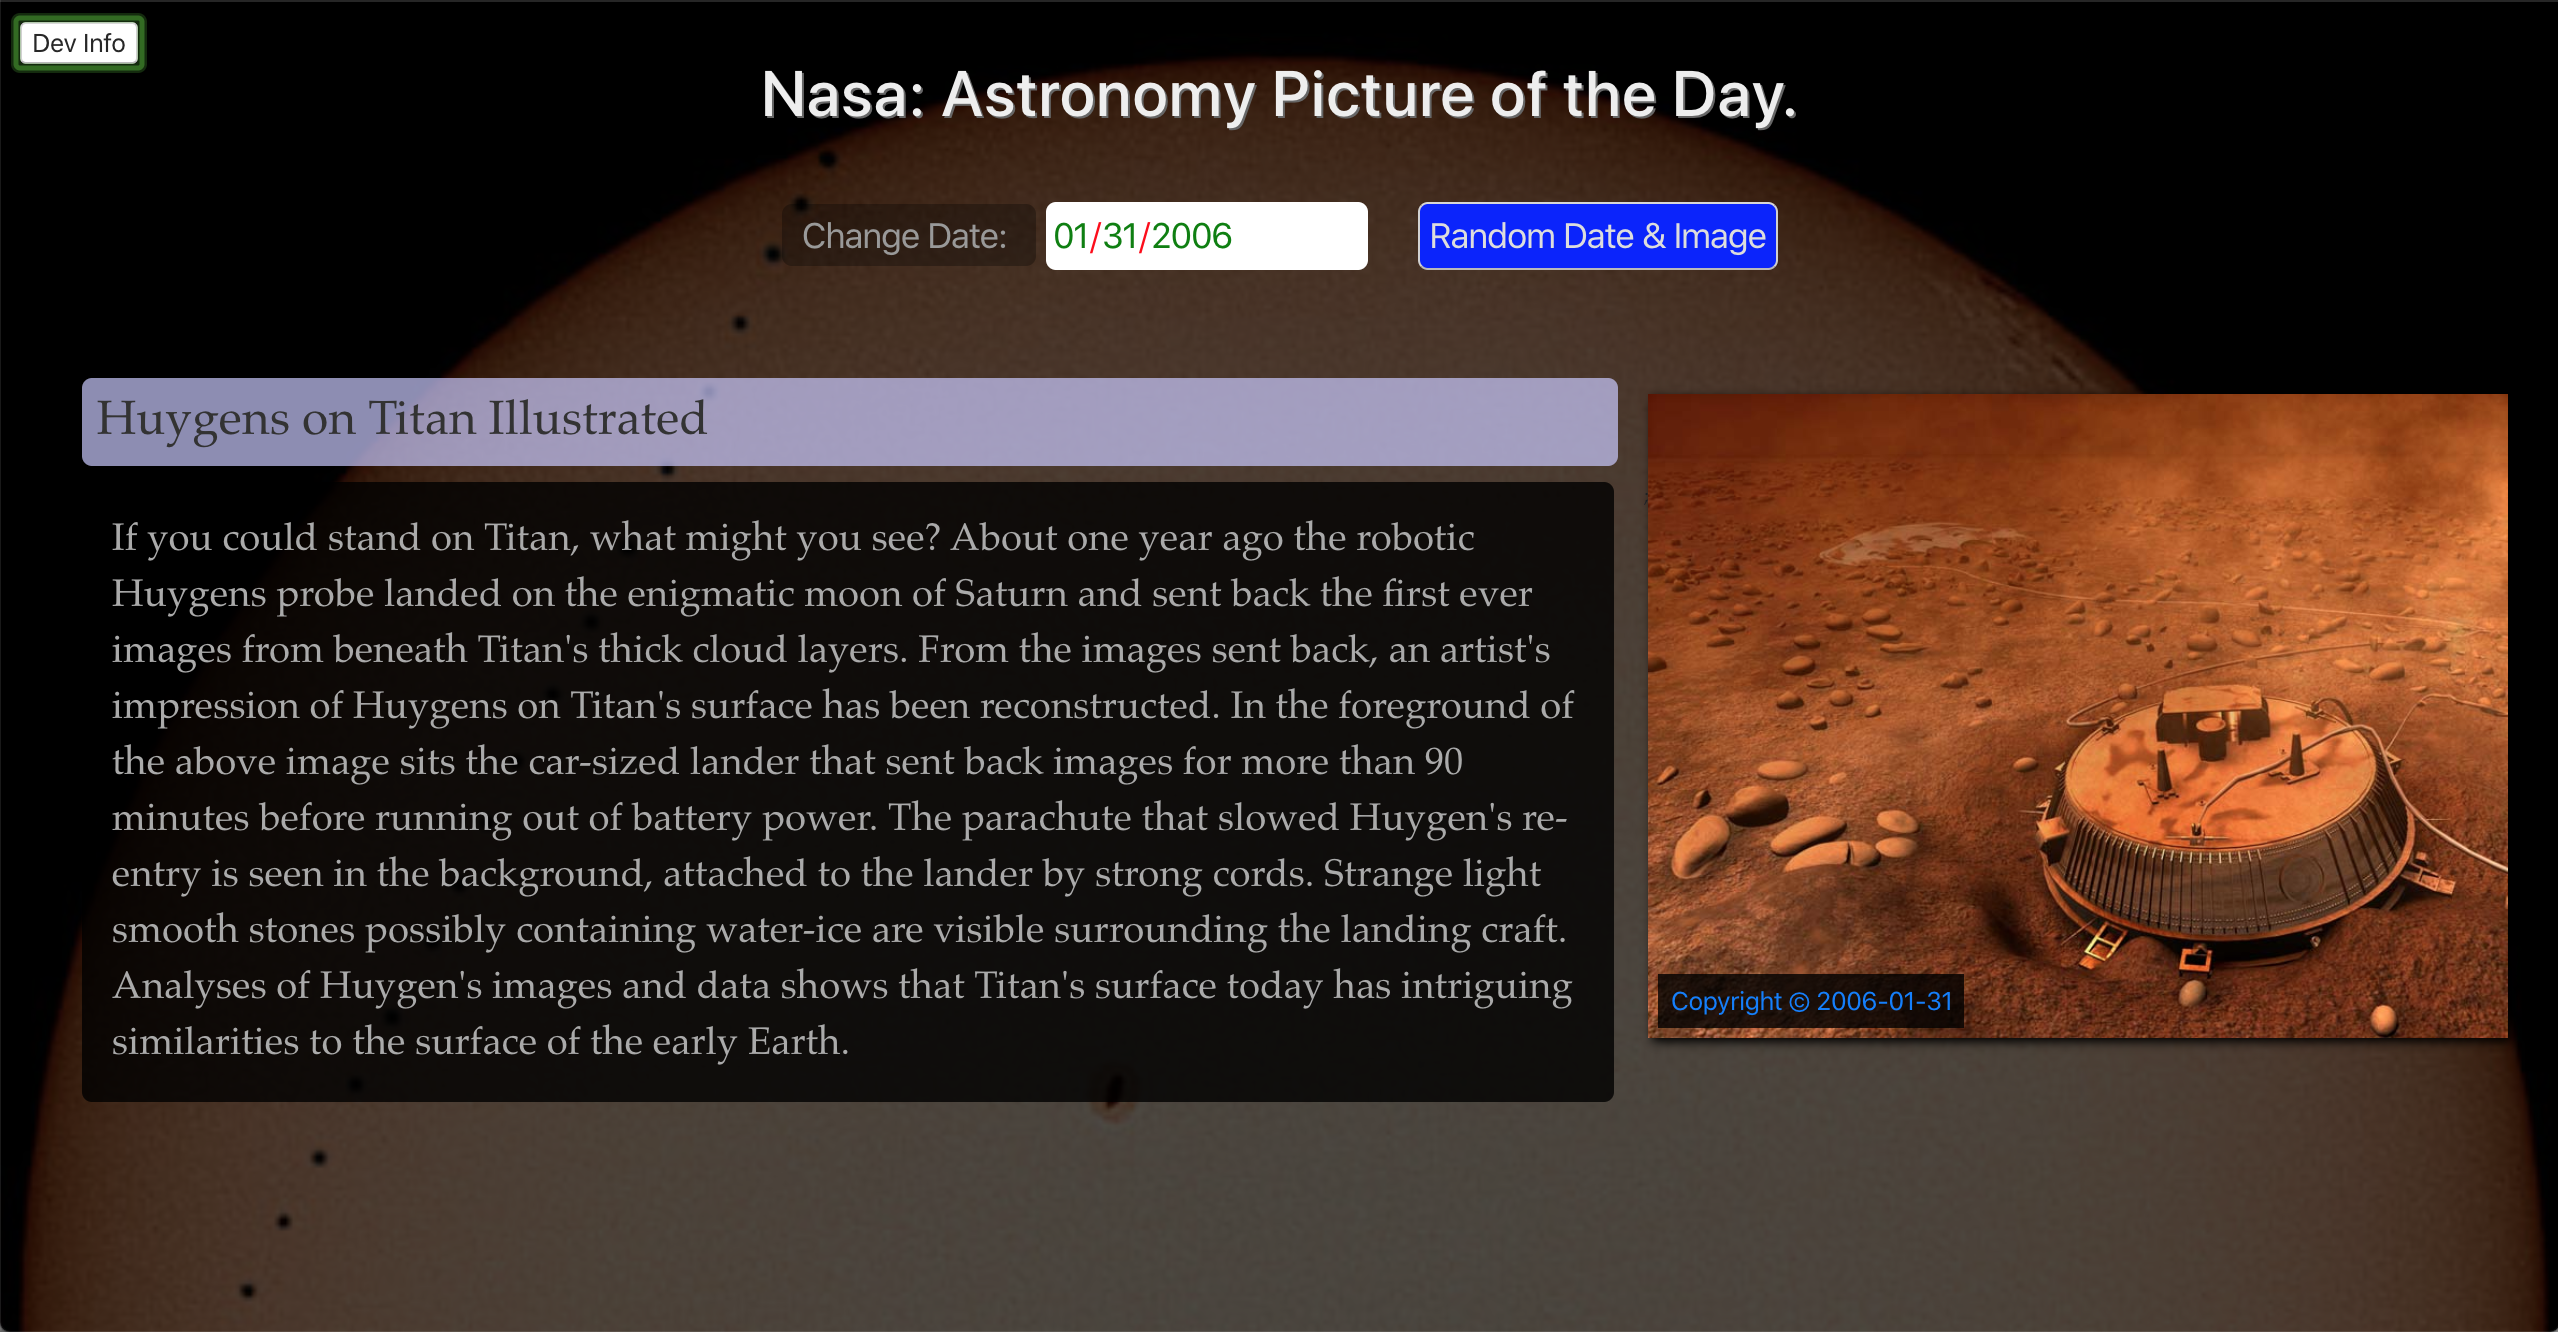 Dev Info
Nasa: Astronomy Picture of the Day.
Change Date:
01/31/2006
Random Date & Image
Huygens on Titan Illustrated
If you could stand on Titan, what might you see? About one year ago the robotic
Huygens probe landed on the enigmatic moon of Saturn and sent back the first ever
images from beneath Titan's thick cloud layers. From the images sent back, an artist's
impression of Huygens on Titan's surface has been reconstructed. In the foreground of
the above image sits the car-sized lander that sent back images for more than 90
minutes before running out of battery power. The parachute that slowed Huygen's re-
entry is seen in the background, attached to the lander by strong cords. Strange light
smooth stones possibly containing water-ice are visible surrounding the landing craft.
Analyses of Huygen's images and data shows that Titan's surface today has intriguing
similarities to the surface of the early Earth.
Copyright © 2006-01-31